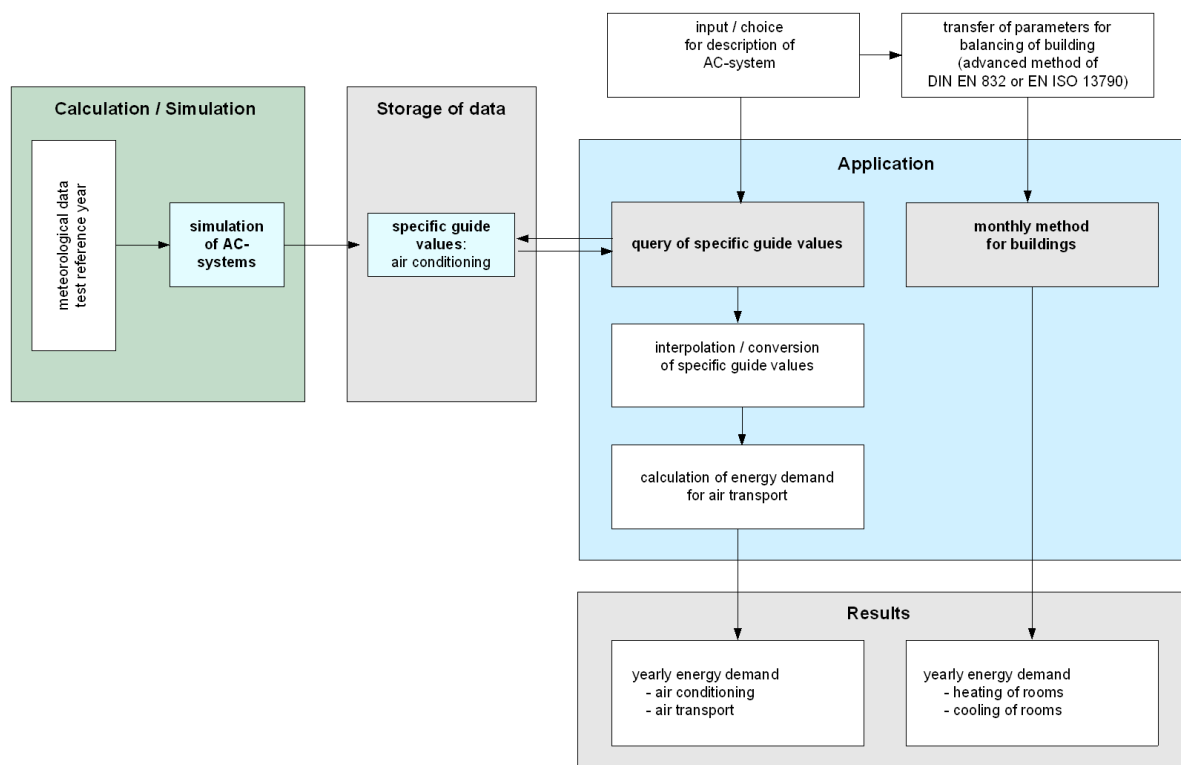 input / choice
for description of
AC-system
transfer of parameters for
balancing of building
(advanced method of
DIN EN 832 or EN ISO 13790)
Calculation / Simulation
meteorological data
test reference year
simulation
of AC-
systems
Storage of data
specific guide
values:
air conditioning
Application
query of specific guide values
monthly method
for buildings
interpolation / conversion
of specific guide values
calculation of energy demand
for air transport
Results
yearly energy demand
- air conditioning
- air transport
yearly energy demand
- heating of rooms
- cooling of rooms